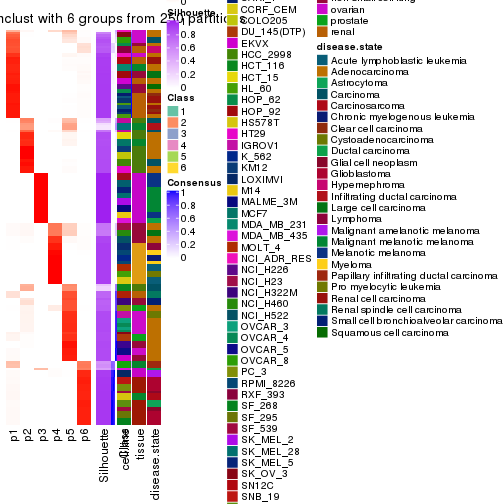 nclust with 6 groups from 250 partitions
Silhouette
1
0.8
0.6
0.4
0.2
0
Class
1
2
3
4
5
6
Consensus
1
0.8
0.6
0.4
0.2
0
CCRF_CEM
COLO205
DU_145(DTP)
EKVX
HCC_2998
HCT_116
HCT_15
HL_60
HOP_62
HOP_92
HS578T
HT29
IGROV1
K_562
KM12
LOXIMVI
M14
MALME_3M
MCF7
MDA_MB_231
MDA_MB_435
MOLT_4
NCI_ADR_RES
NCI_H226
NCI_H23
NCI_H322M
NCI_H460
NCI_H522
OVCAR_3
OVCAR_4
OVCAR_5
OVCAR_8
PC_3
RPMI_8226
RXF_393
SF_268
SF_295
SF_539
SK_MEL_2
SK_MEL_28
SK_MEL_5
SK_OV_3
SN12C
SNB_19
ovarian
prostate
renal
disease.state
Acute lymphoblastic leukemia
Adenocarcinoma
Astrocytoma
Carcinoma
Carcinosarcoma
Chronic myelogenous leukemia
Clear cell carcinoma
Cystoadenocarcinoma
Ductal carcinoma
Glial cell neoplasm
Glioblastoma
Hypernephroma
Infiltrating ductal carcinoma
Large cell carcinoma
Lymphoma
Malignant amelanotic melanoma
Malignant melanotic melanoma
Melanotic melanoma
Myeloma
Papillary infiltrating ductal carcinoma
Pro myelocytic leukemia
Renal cell carcinoma
Renal spindle cell carcinoma
Small cell bronchioalveolar carcinoma
Squamous cell carcinoma
p1
p2
p3
p4
p5
p6
Silhouette
Class
cell.line
tissue
disease.state